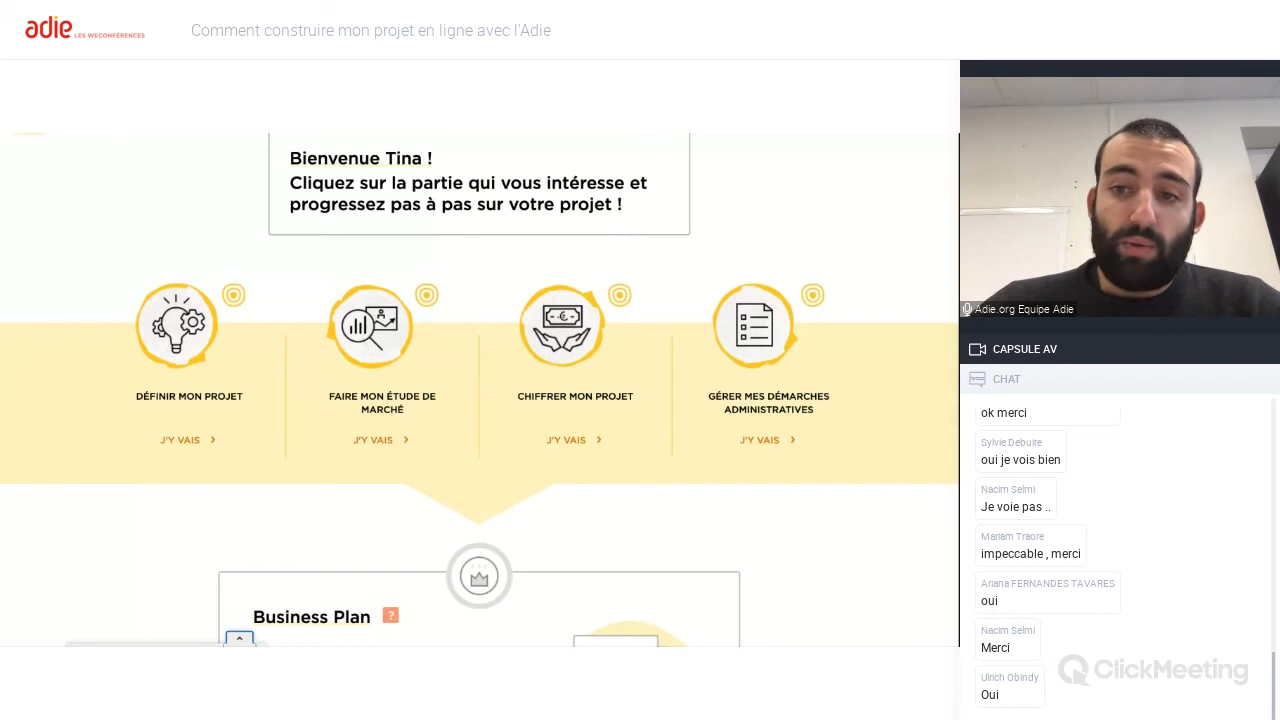 adie LES WECONFÉRENCES
Comment construire mon projet en ligne avec l'Adie
Bienvenue Tina !
Cliquez sur la partie qui vous intéresse et
progressez pas à pas sur votre projet !
DÉFINIR MON PROJET
J'Y VAIS >
FAIRE MON ÉTUDE DE
MARCHÉ
J'Y VAIS >
CHIFFRER MON PROJET
J'Y VAIS >
GÉRER MES DÉMARCHES
ADMINISTRATIVES
J'Y VAIS >
Business Plan ?
Adie.org Equipe Adie
CAPSULE AV
CHAT
ok merci
Sylvie Debuire
oui je vois bien
Nacim Selmi
Je voie pas ..
Mariam Traore
impeccable , merci
Ariana FERNANDES TAVARES
oui
Nacim Selmi
Merci
Ulrich Obindy
Oui
ClickMeeting